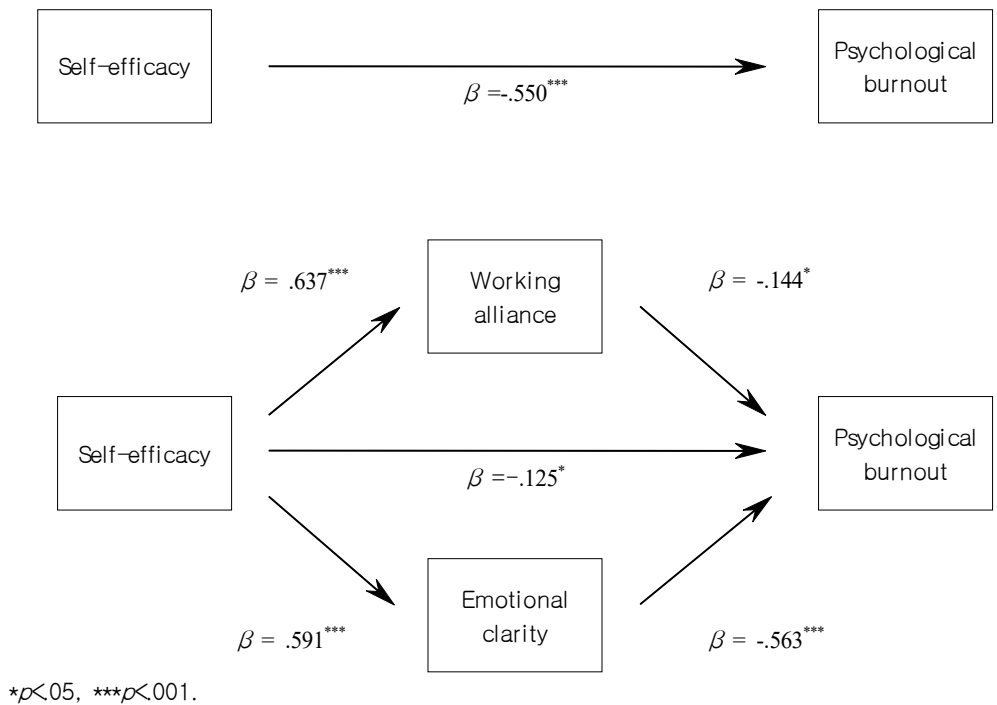 Self-efficacy
Psychological
burnout
β =-.550***
Working
alliance
β = .637***
β = -.144*
Self-efficacy
Psychological
burnout
β =-.125*
Emotional
clarity
β = .591***
β = -.563***
*p<.05, ***p<.001.